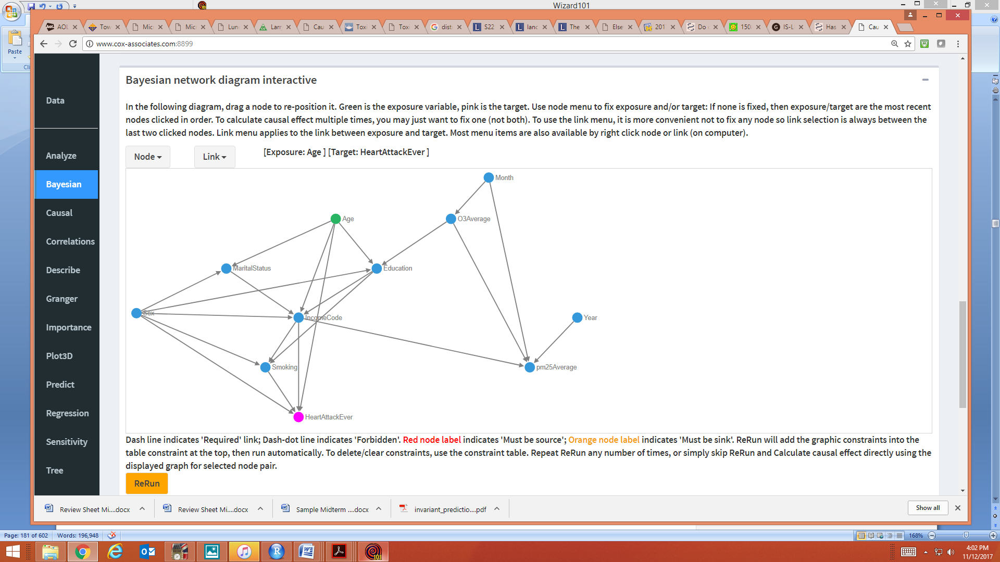 Wizard101
AOL
Tow
Mic
Mic
Lun
Larr
Cau
Toxi
Toxi
dist
S22
lanc
The
Else
201
Do
150
IS-L
Has
Cau
www.cox-associates.com:8899
Paste
Cli
Data
Analyze
Bayesian
Causal
Correlations
Describe
Granger
Importance
Plot3D
Predict
Regression
Sensitivity
Tree
Bayesian network diagram interactive
In the following diagram, drag a node to re-position it. Green is the exposure variable, pink is the target. Use node menu to fix exposure and/or target: If none is fixed, then exposure/target are the most recent
nodes clicked in order. To calculate causal effect multiple times, you may just want to fix one (not both). To use the link menu, it is more convenient not to fix any node so link selection is always between the
last two clicked nodes. Link menu applies to the link between exposure and target. Most menu items are also available by right click node or link (on computer).
Node
Link
[Exposure: Age ] [Target: HeartAttackEver ]
Month
Age
O3Average
MaritalStatus
Education
Sex
IncomeCode
Year
Smoking
pm25Average
HeartAttackEver
Dash line indicates 'Required' link; Dash-dot line indicates 'Forbidden'. Red node label indicates 'Must be source'; Orange node label indicates 'Must be sink'. ReRun will add the graphic constraints into the
table constraint at the top, then run automatically. To delete/clear constraints, use the constraint table. Repeat ReRun any number of times, or simply skip ReRun and Calculate causal effect directly using the
displayed graph for selected node pair.
ReRun
Review Sheet Mi....docx
Review Sheet Mi....docx
Sample Midterm ....docx
invariant_predictio....pdf
Show all
Page: 181 of 602
Words: 196,948
168%
4:02 PM
11/12/2017